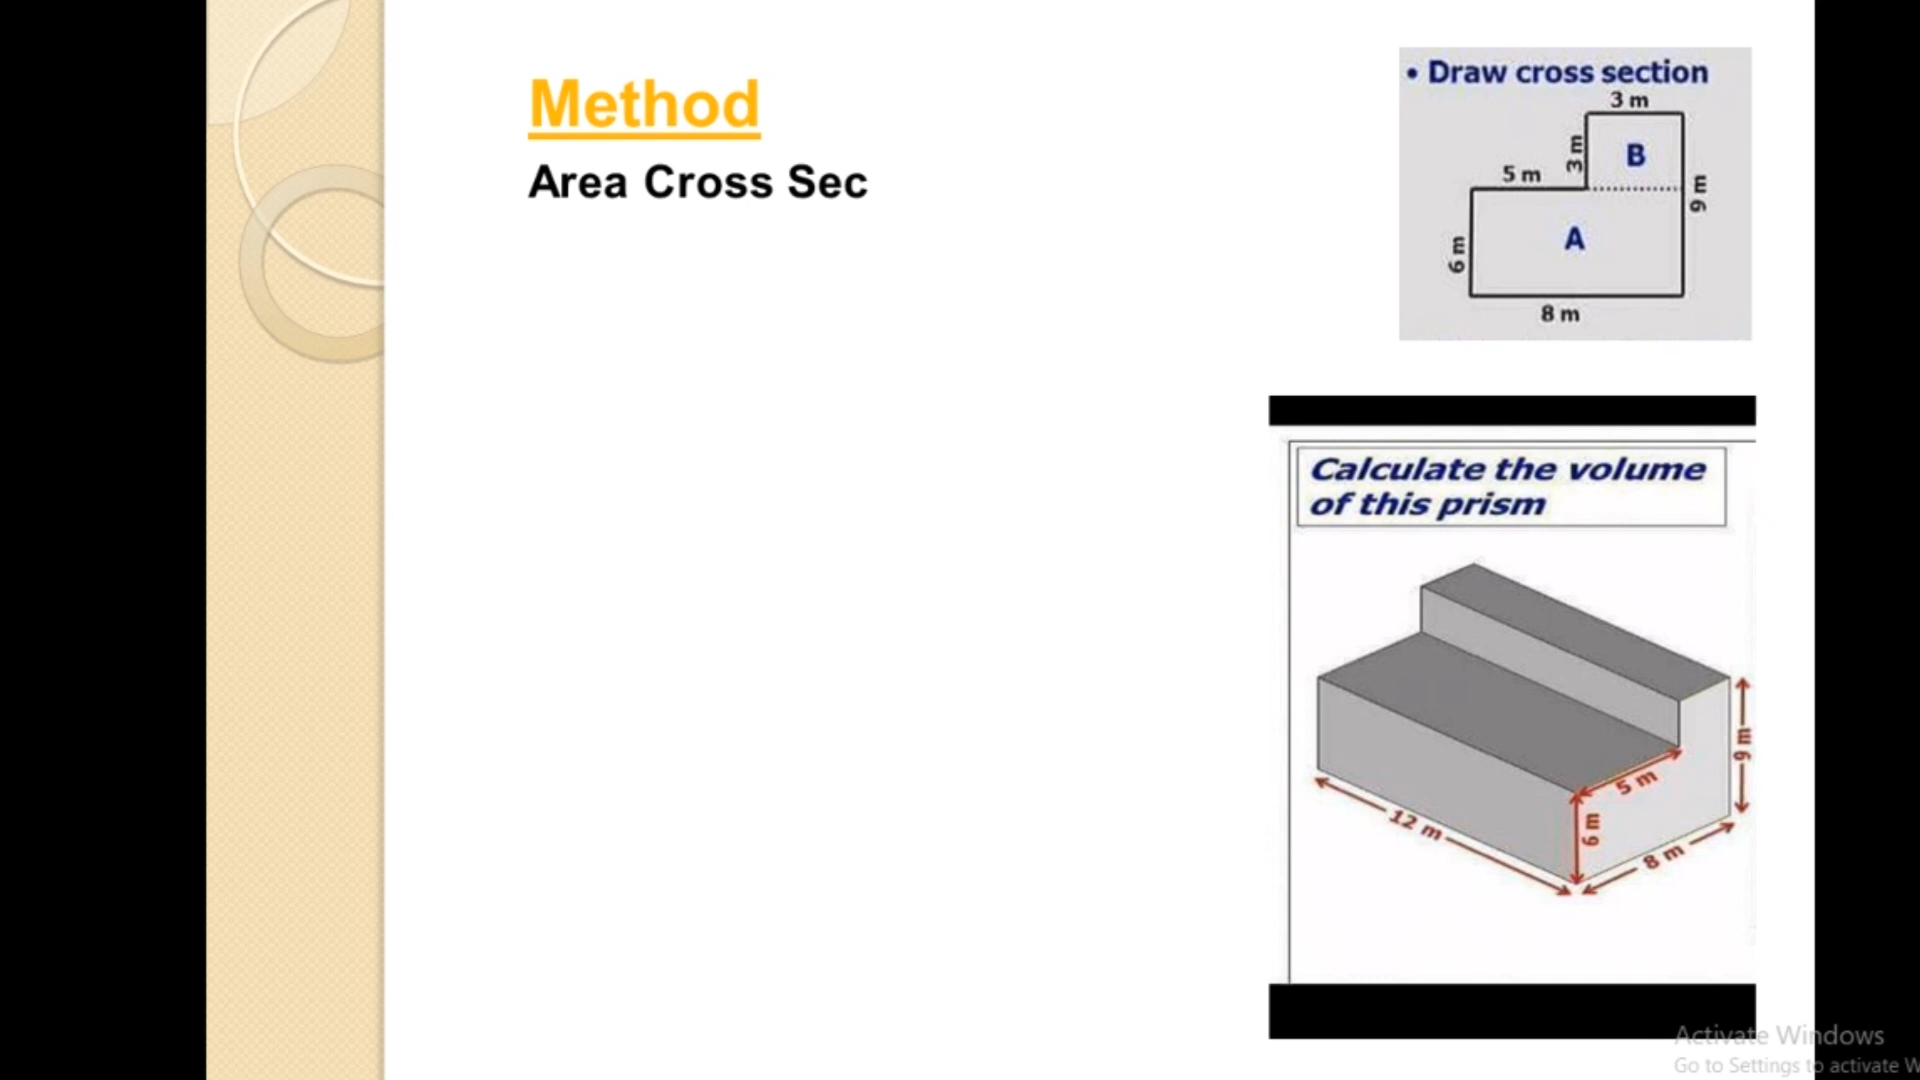 Method
Area Cross Sec
• Draw cross section
3 m
3 m
B
5 m
9 m
A
6 m
8 m
Calculate the volume
of this prism
9 m
5 m
6 m
12 m
8 m
Activate Windows
Go to Settings to activate W